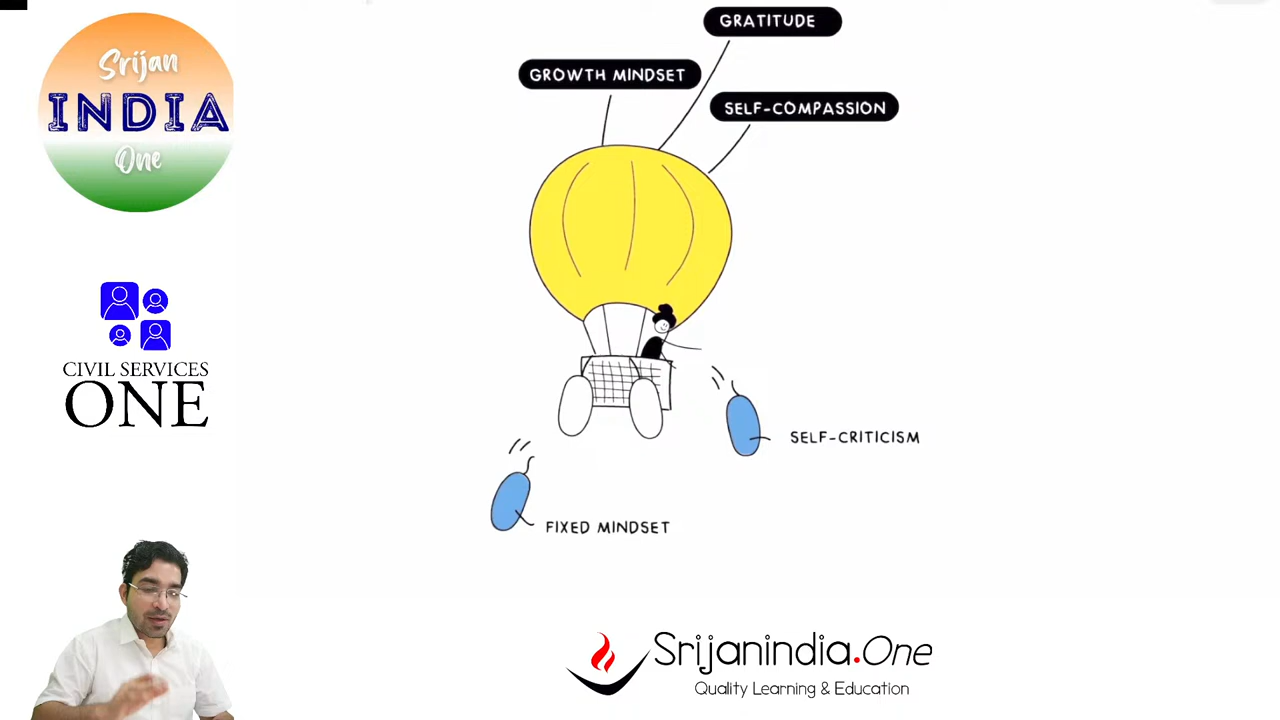 Srijan
INDIA
One
CIVIL SERVICES
ONE
GRATITUDE
GROWTH MINDSET
SELF-COMPASSION
SELF-CRITICISM
FIXED MINDSET
Srijanindia.One
Quality Learning & Education